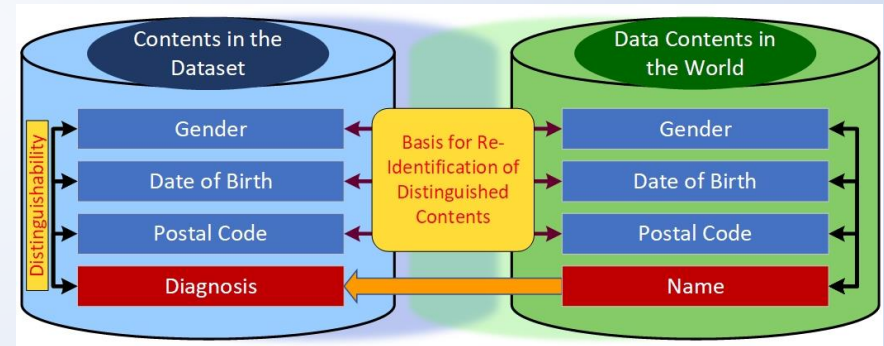 Contents in the
Dataset
Data Contents in
the World
Distinguishability
Gender
Date of Birth
Postal Code
Diagnosis
Basis for Re-
Identification of
Distinguished
Contents
Gender
Date of Birth
Postal Code
Name